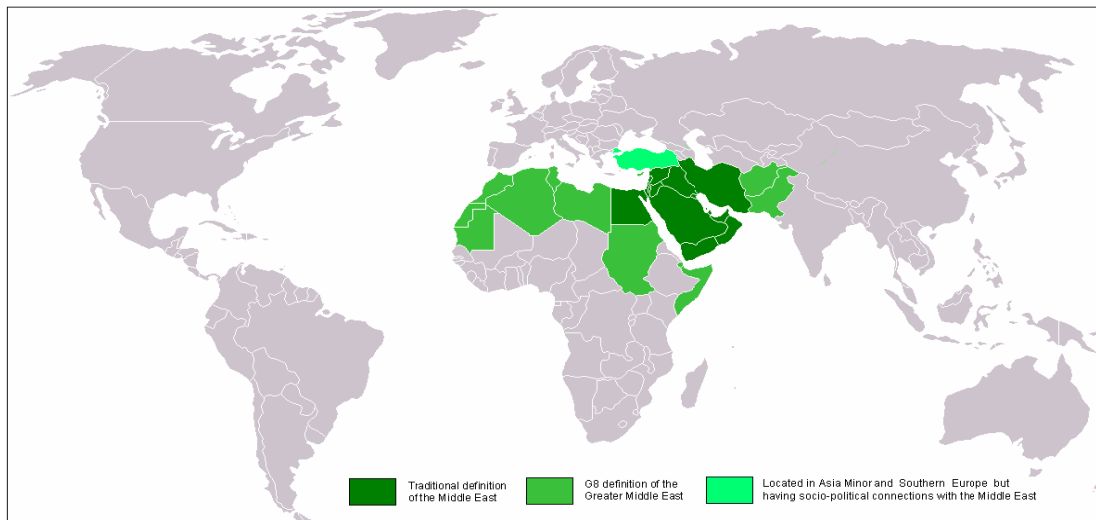 Traditional definition
of the Middle East
G8 definition of the
Greater Middle East
Located in Asia Minor and Southern Europe but
having socio-political connections with the Middle East